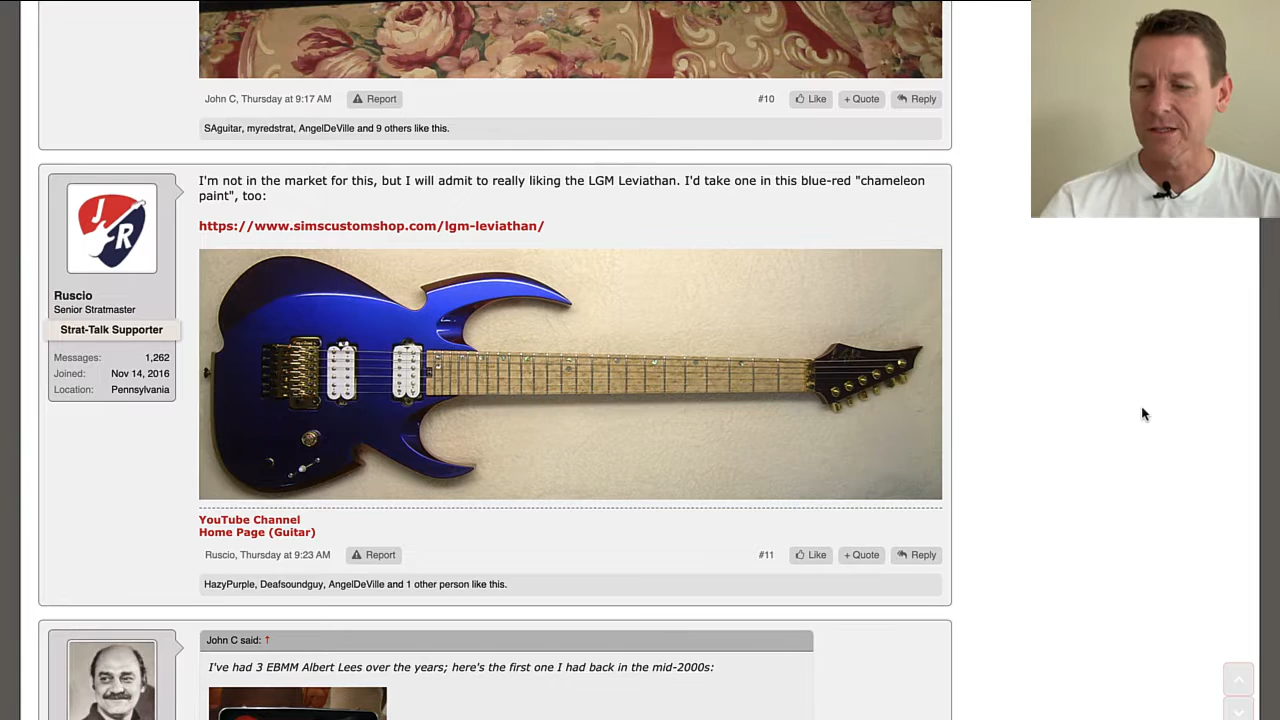 John C, Thursday at 9:17 AM Report #10 Like + Quote Reply
SAguitar, myredstrat, AngelDeVille and 9 others like this.
JR
Ruscio
Senior Stratmaster
Strat-Talk Supporter
Messages: 1,262
Joined: Nov 14, 2016
Location: Pennsylvania
I'm not in the market for this, but I will admit to really liking the LGM Leviathan. I'd take one in this blue-red "chameleon
paint", too:
https://www.simscustomshop.com/lgm-leviathan/
YouTube Channel
Home Page (Guitar)
Ruscio, Thursday at 9:23 AM Report #11 Like + Quote Reply
HazyPurple, Deafsoundguy, AngelDeVille and 1 other person like this.
John C said: ↑
I've had 3 EBMM Albert Lees over the years; here's the first one I had back in the mid-2000s: